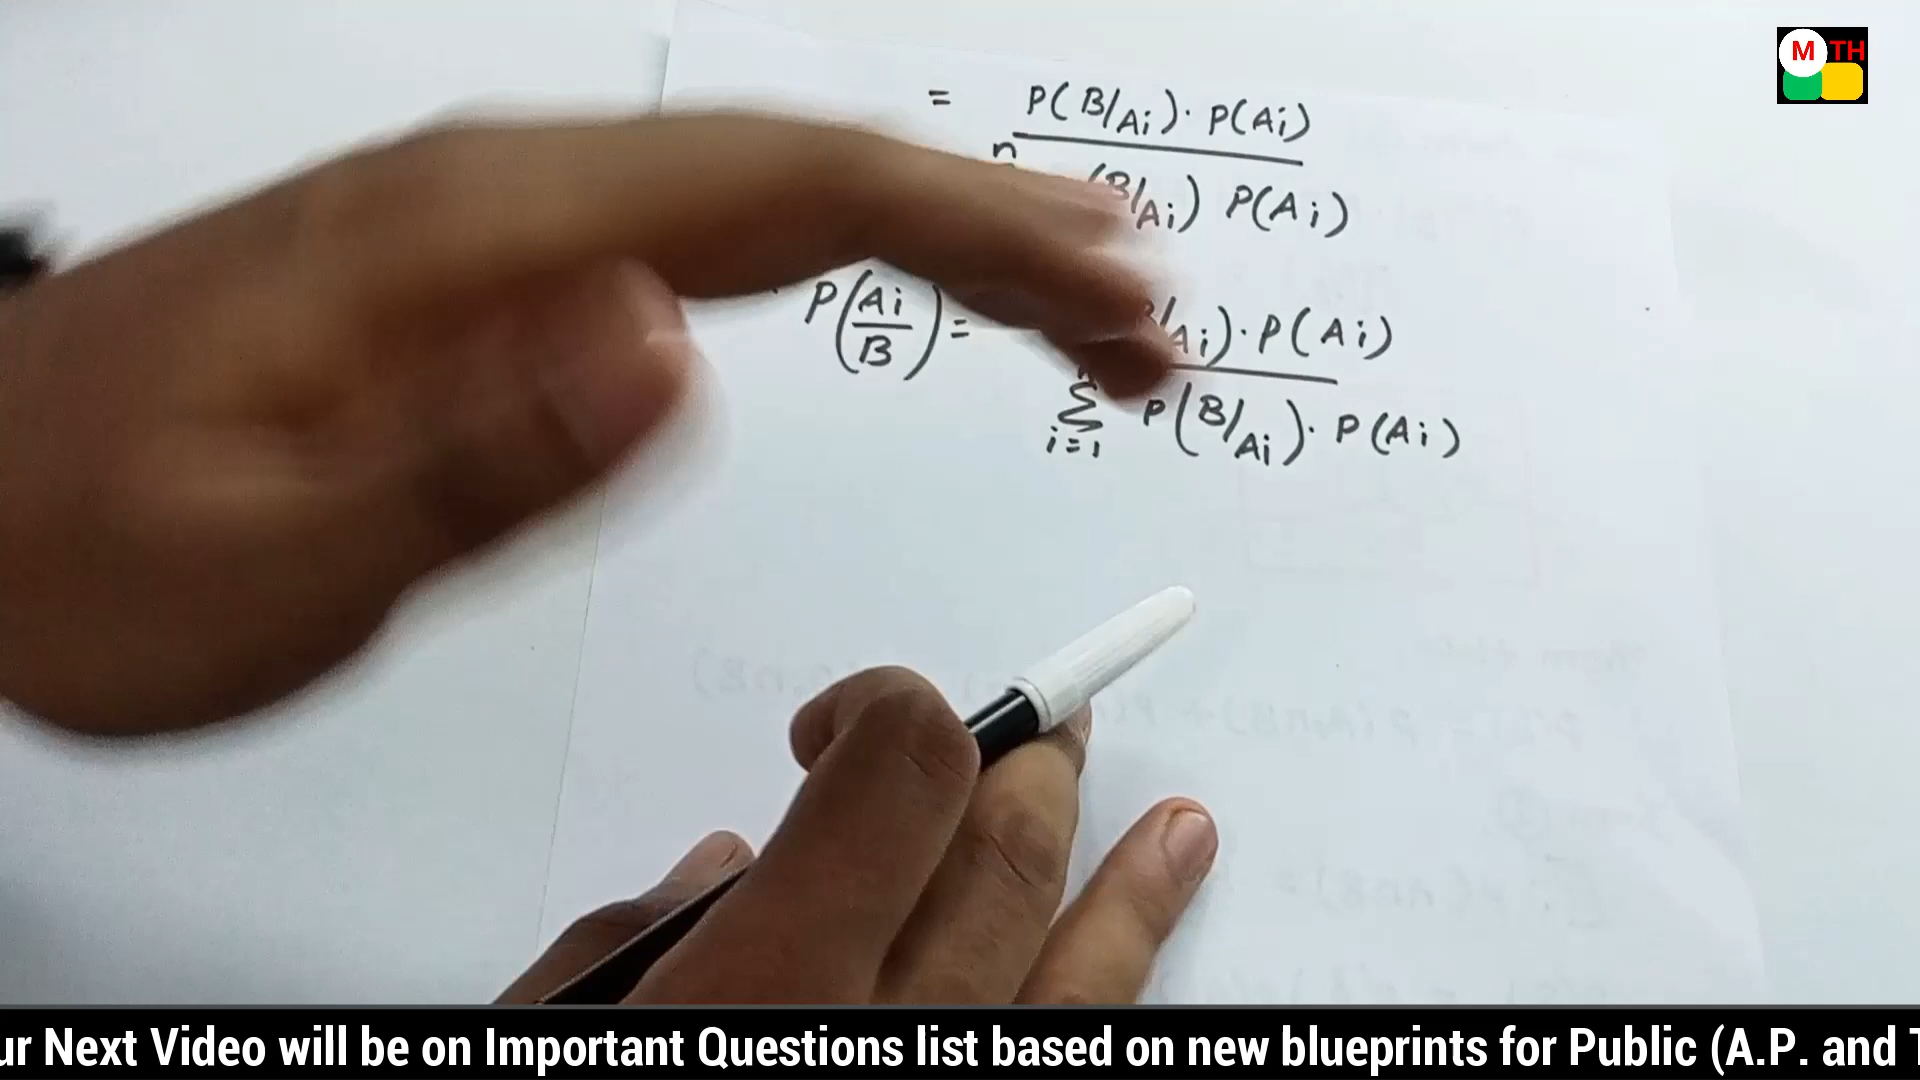 M TH
= P(B/Ai)·P(Ai)
n
(B/Ai) P(Ai)
P(Ai/B) = B/Ai)·P(Ai)
Σ i=1 P(B/Ai)·P(Ai)
ur Next Video will be on Important Questions list based on new blueprints for Public (A.P. and T